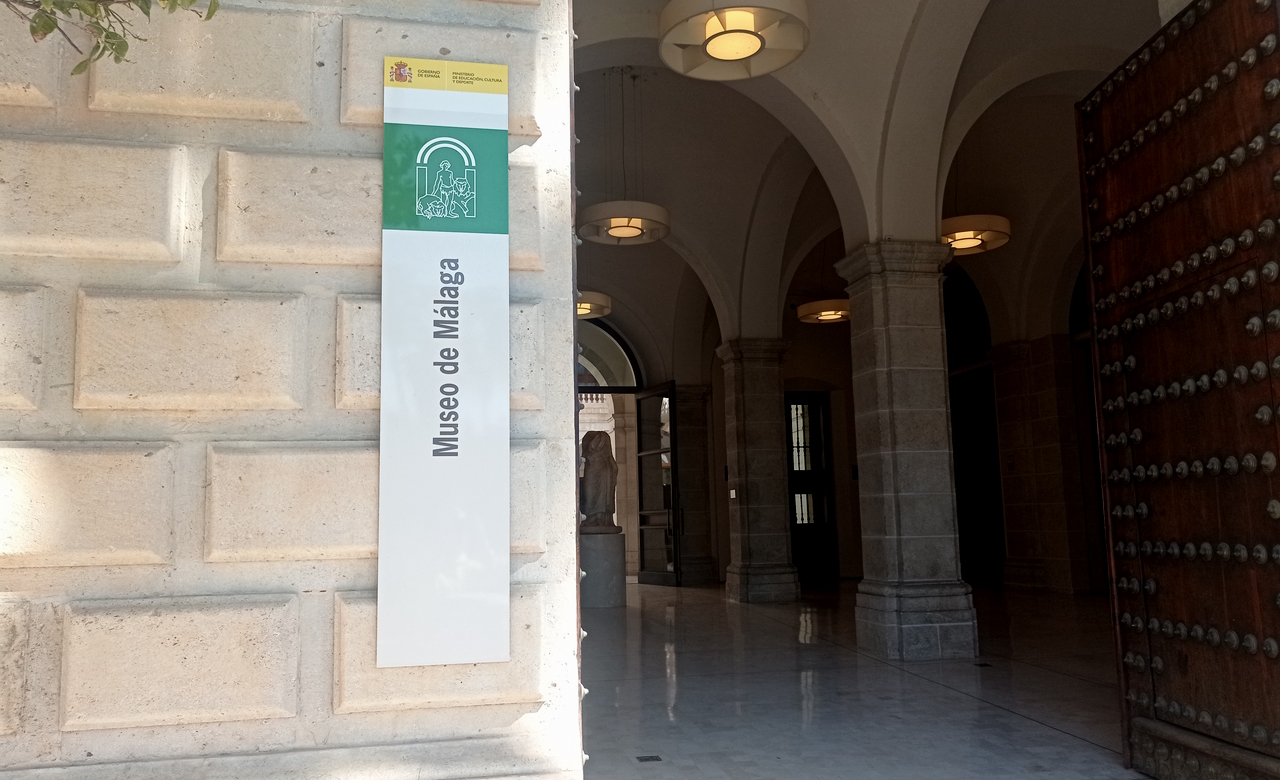 GOBIERNO
DE ESPAÑA
MINISTERIO
DE EDUCACIÓN, CULTURA
Y DEPORTE
Museo de Málaga